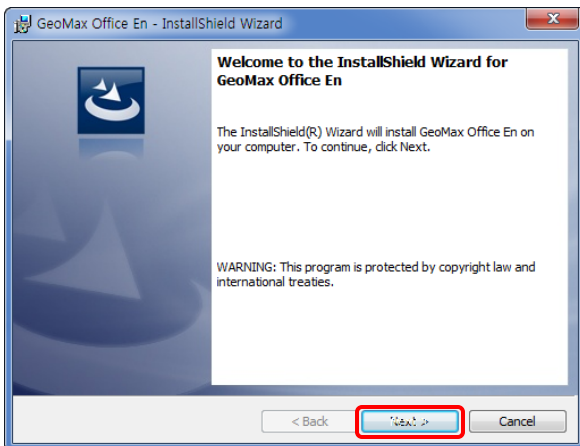 GeoMax Office En - InstallShield Wizard
Welcome to the InstallShield Wizard for
GeoMax Office En
The InstallShield(R) Wizard will install GeoMax Office En on
your computer. To continue, click Next.
WARNING: This program is protected by copyright law and
international treaties.
< Back Next > Cancel